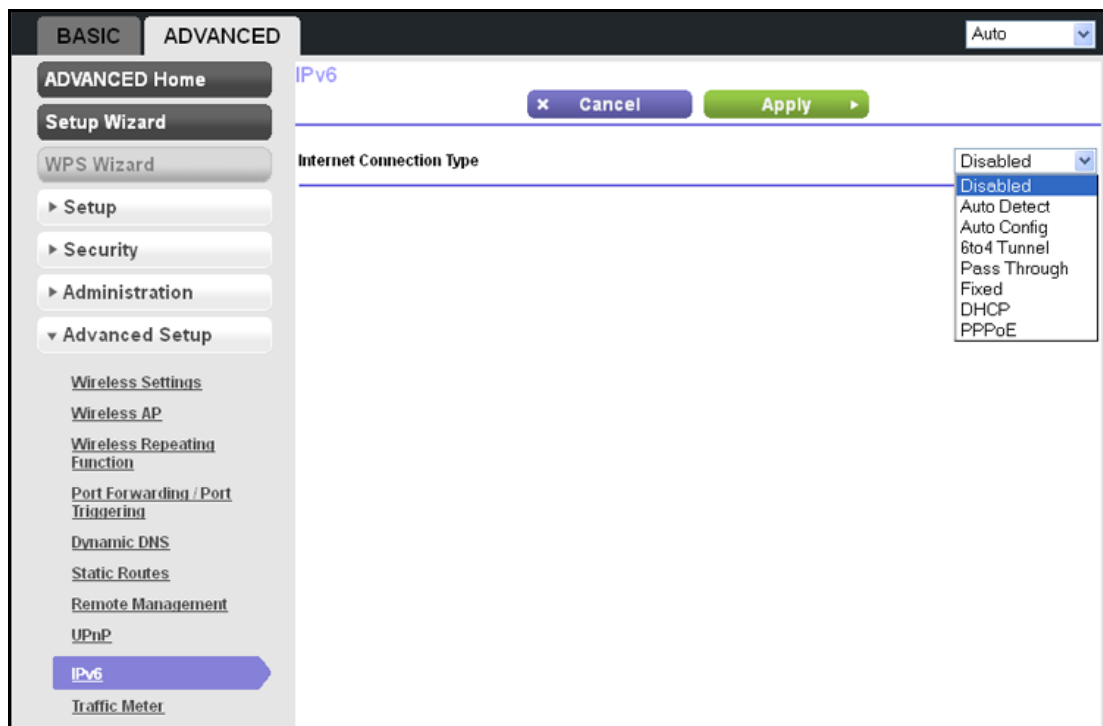 BASIC
ADVANCED
Auto
ADVANCED Home
Setup Wizard
WPS Wizard
Setup
Security
Administration
Advanced Setup
Wireless Settings
Wireless AP
Wireless Repeating
Function
Port Forwarding / Port
Triggering
Dynamic DNS
Static Routes
Remote Management
UPnP
IPv6
Traffic Meter
IPv6
Cancel
Apply
Internet Connection Type
Disabled
Disabled
Auto Detect
Auto Config
6to4 Tunnel
Pass Through
Fixed
DHCP
PPPoE